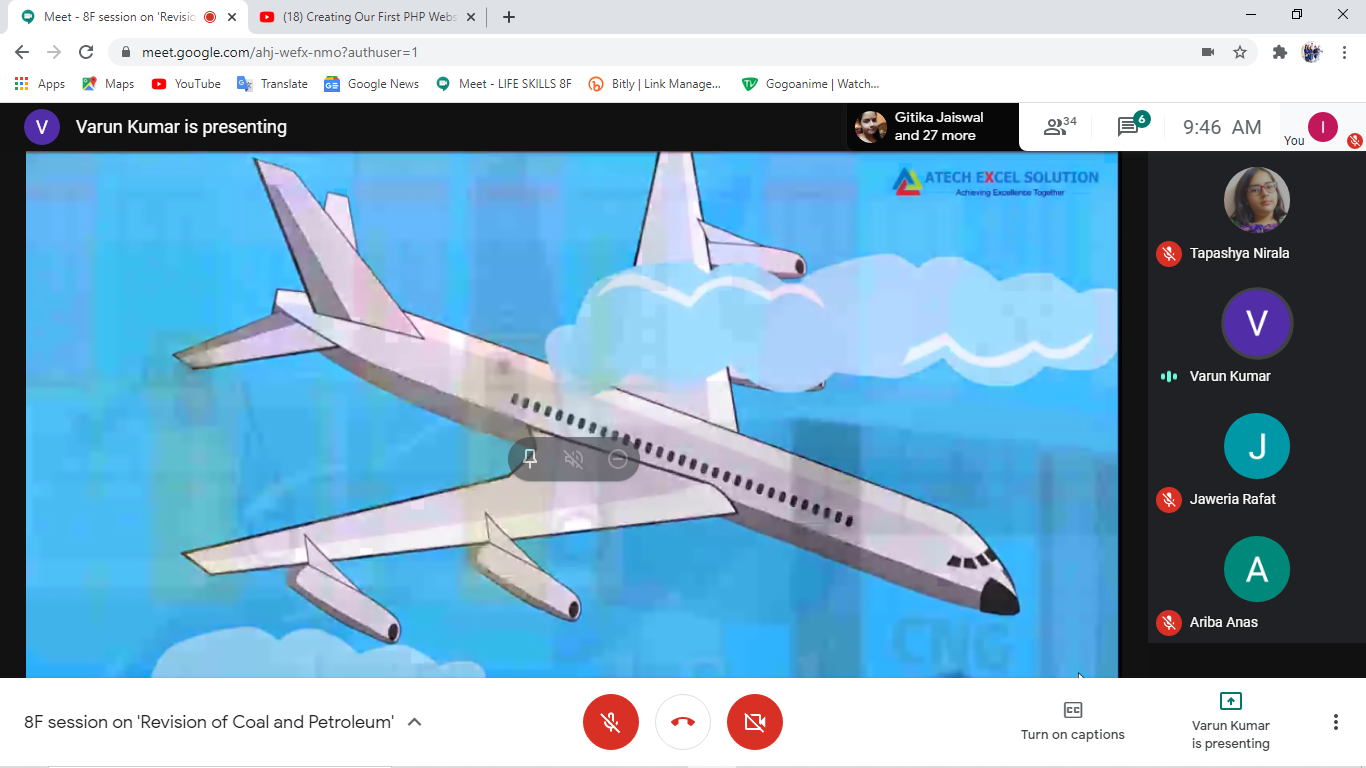 Meet - 8F session on 'Revisio
(18) Creating Our First PHP Webs
meet.google.com/ahj-wefx-nmo?authuser=1
Apps
Maps
YouTube
Translate
Google News
Meet - LIFE SKILLS 8F
Bitly | Link Manage...
Gogoanime | Watch...
V
Varun Kumar is presenting
Gitika Jaiswal
and 27 more
34
6
9:46 AM
You
I
ATECH EXCEL SOLUTION
Achieving Excellence Together
CNG
Tapashya Nirala
V
Varun Kumar
J
Jaweria Rafat
A
Ariba Anas
8F session on 'Revision of Coal and Petroleum'
CC
Turn on captions
Varun Kumar
is presenting